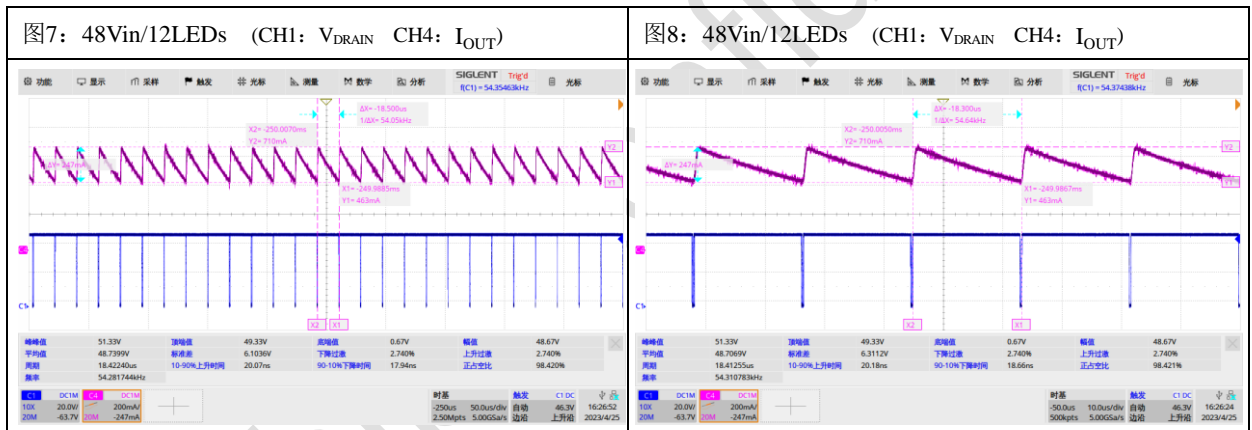 图7：48Vin/12LEDs (CH1：VDRAIN CH4：IOUT)
功能 显示 采样 触发 光标 测量 数学 分析 SIGLENT Trig'd 光标
f(C1) = 54.35463kHz
ΔX= -18.500us
1/ΔX= 54.05kHz
X2= -250.0070ms
Y2= 710mA
Y2
ΔY= 247mA
Y1
X1= -249.9885ms
Y1= 463mA
C4
C1
X2 X1
峰峰值 51.33V 顶端值 49.33V 底端值 0.67V 幅值 48.67V
平均值 48.7399V 标准差 6.1036V 下降过激 2.740% 上升过激 2.740%
周期 18.42240us 10-90%上升时间 20.07ns 90-10%下降时间 17.94ns 正占空比 98.420%
频率 54.281744kHz
C1 DC1M C4 DC1M 时基 触发 C1 DC
10X 20.0V/ 200mA/ -250us 50.0us/div 自动 46.3V 16:26:52
20M -63.7V 20M -247mA 2.50Mpts 5.00GSa/s 边沿 上升沿 2023/4/25
图8：48Vin/12LEDs (CH1：VDRAIN CH4：IOUT)
功能 显示 采样 触发 光标 测量 数学 分析 SIGLENT Trig'd 光标
f(C1) = 54.37438kHz
ΔX= -18.300us
1/ΔX= 54.64kHz
X2= -250.0050ms
Y2= 710mA
Y2
ΔY= 247mA
Y1
X1= -249.9867ms
Y1= 463mA
C4
C1
X2 X1
峰峰值 51.33V 顶端值 49.33V 底端值 0.67V 幅值 48.67V
平均值 48.7069V 标准差 6.3112V 下降过激 2.740% 上升过激 2.740%
周期 18.41255us 10-90%上升时间 20.18ns 90-10%下降时间 18.66ns 正占空比 98.421%
频率 54.310783kHz
C1 DC1M C4 DC1M 时基 触发 C1 DC
10X 20.0V/ 200mA/ -50.0us 10.0us/div 自动 46.3V 16:26:24
20M -63.7V 20M -247mA 500kpts 5.00GSa/s 边沿 上升沿 2023/4/25